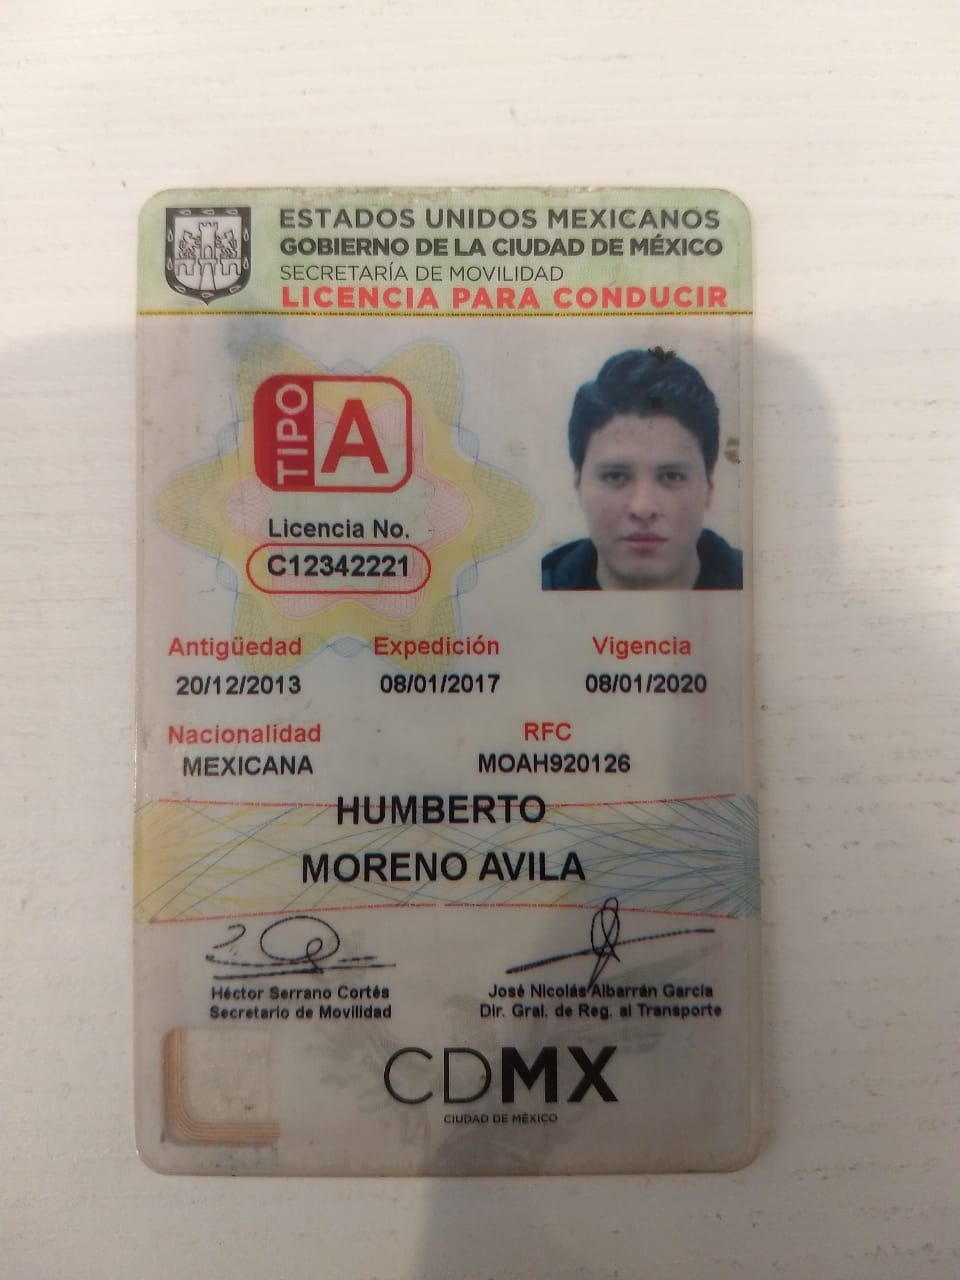 ESTADOS UNIDOS MEXICANOS
GOBIERNO DE LA CIUDAD DE MÉXICO
SECRETARÍA DE MOVILIDAD
LICENCIA PARA CONDUCIR
TIPO A
Licencia No.
C12342221
Antigüedad Expedición Vigencia
20/12/2013 08/01/2017 08/01/2020
Nacionalidad RFC
MEXICANA MOAH920126
HUMBERTO
MORENO AVILA
Héctor Serrano Cortés José Nicolás Albarrán García
Secretario de Movilidad Dir. Gral. de Reg. al Transporte
CDMX
CIUDAD DE MÉXICO